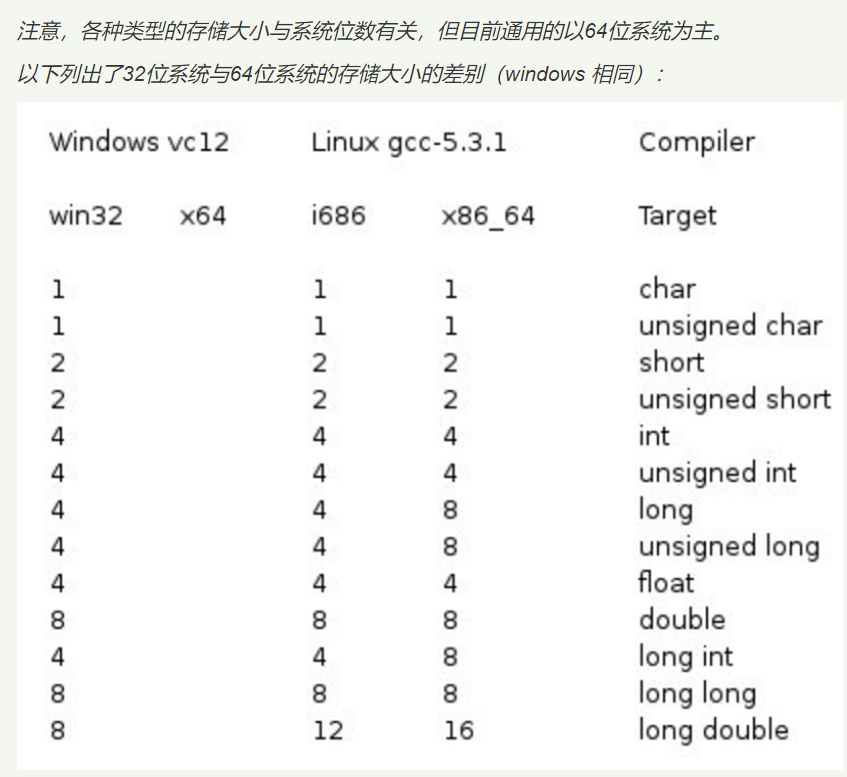 注意，各种类型的存储大小与系统位数有关，但目前通用的以64位系统为主。
以下列出了32位系统与64位系统的存储大小的差别（windows 相同）：
Windows vc12 Linux gcc-5.3.1 Compiler
win32 x64 i686 x86_64 Target
1 1 1 char
1 1 1 unsigned char
2 2 2 short
2 2 2 unsigned short
4 4 4 int
4 4 4 unsigned int
4 4 8 long
4 4 8 unsigned long
4 4 4 float
8 8 8 double
4 4 8 long int
8 8 8 long long
8 12 16 long double